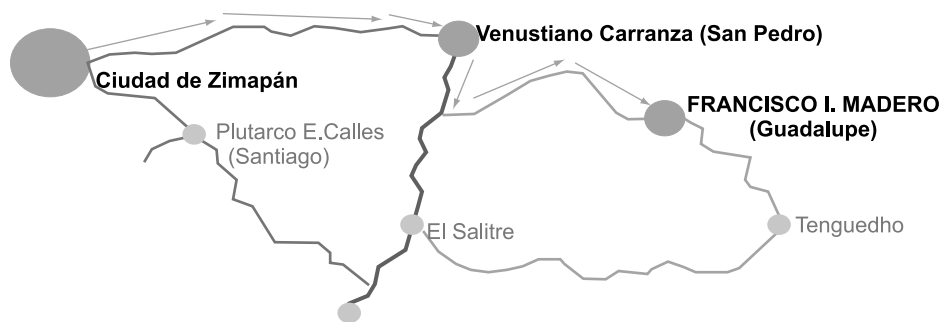 Venustiano Carranza (San Pedro)
Ciudad de Zimapán
FRANCISCO I. MADERO
(Guadalupe)
Plutarco E.Calles
(Santiago)
El Salitre
Tenguedho